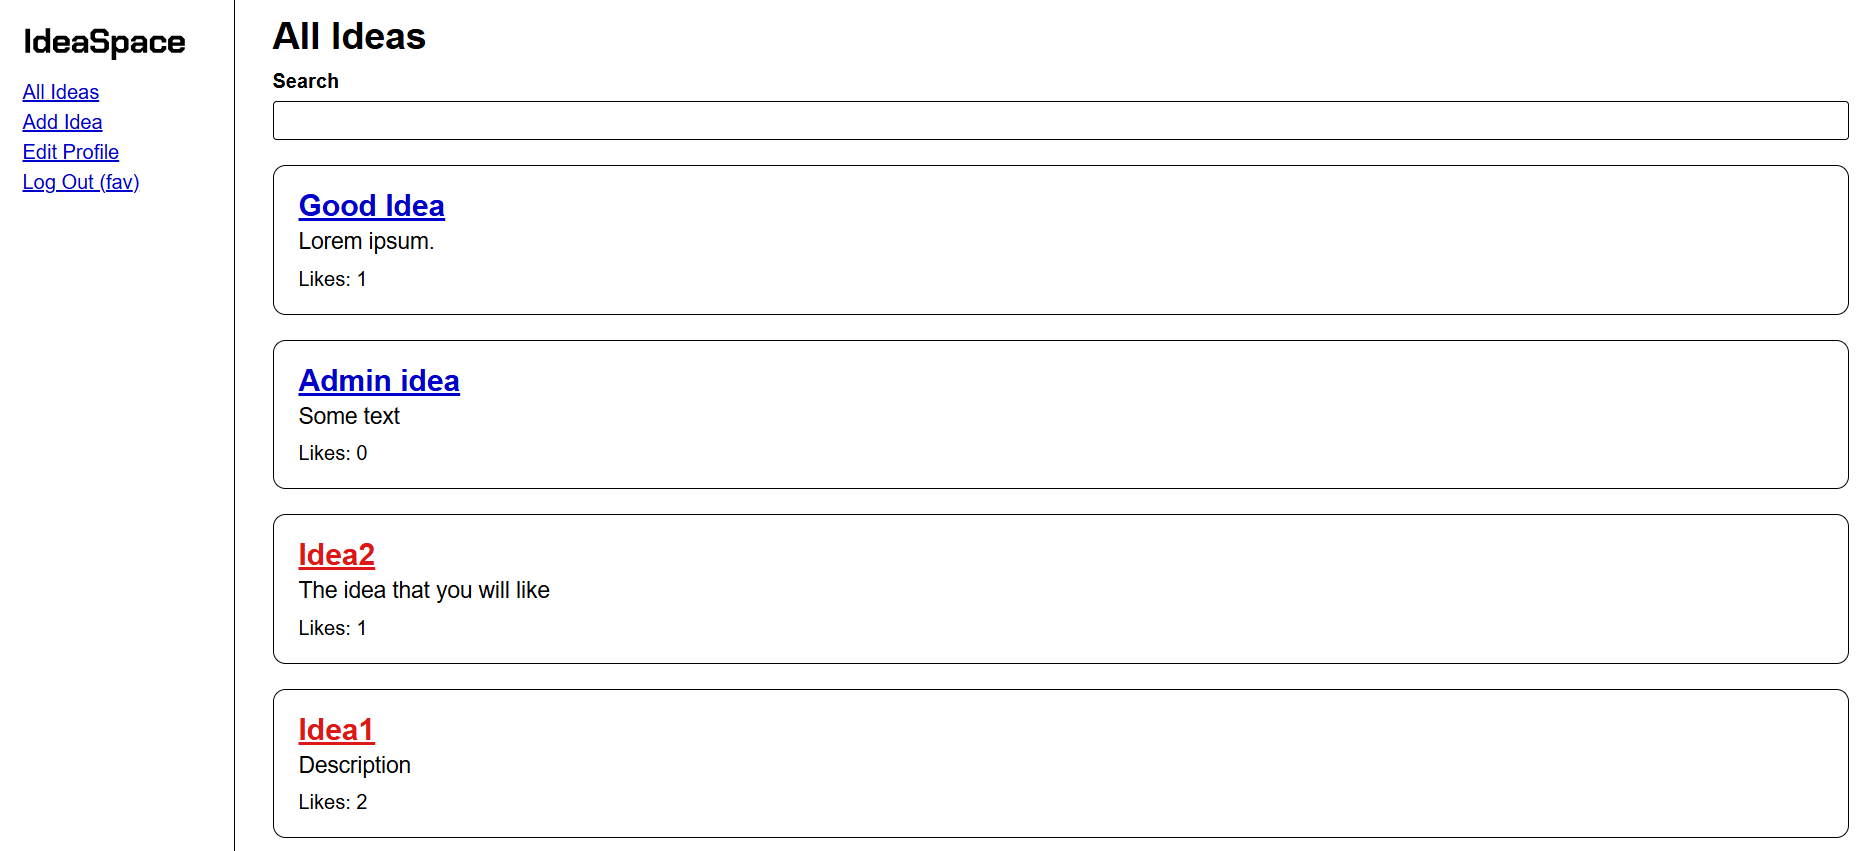 IdeaSpace
All Ideas
Add Idea
Edit Profile
Log Out (fav)
All Ideas
Search
Good Idea
Lorem ipsum.
Likes: 1
Admin idea
Some text
Likes: 0
Idea2
The idea that you will like
Likes: 1
Idea1
Description
Likes: 2